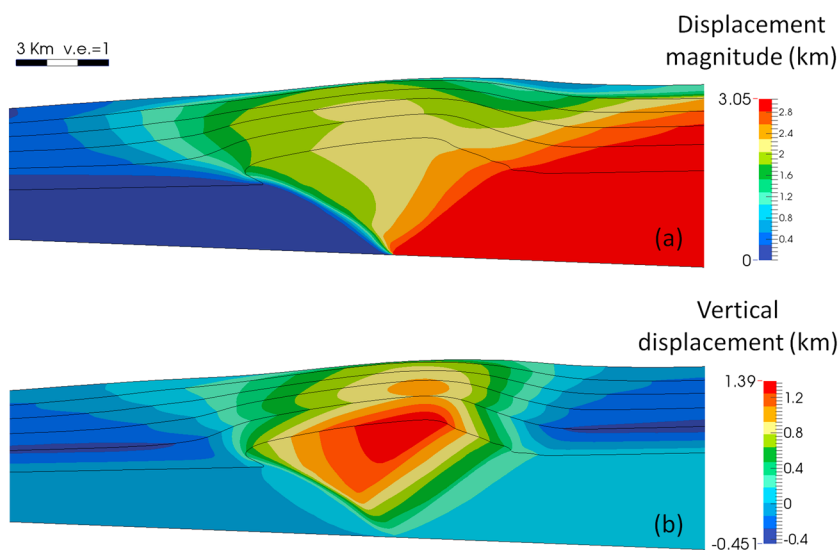 3 Km v.e.=1
Displacement
magnitude (km)
3.05
2.8
2.4
2
1.6
1.2
0.8
0.4
0
(a)
Vertical
displacement (km)
1.39
1.2
0.8
0.4
0
-0.4
-0.451
(b)